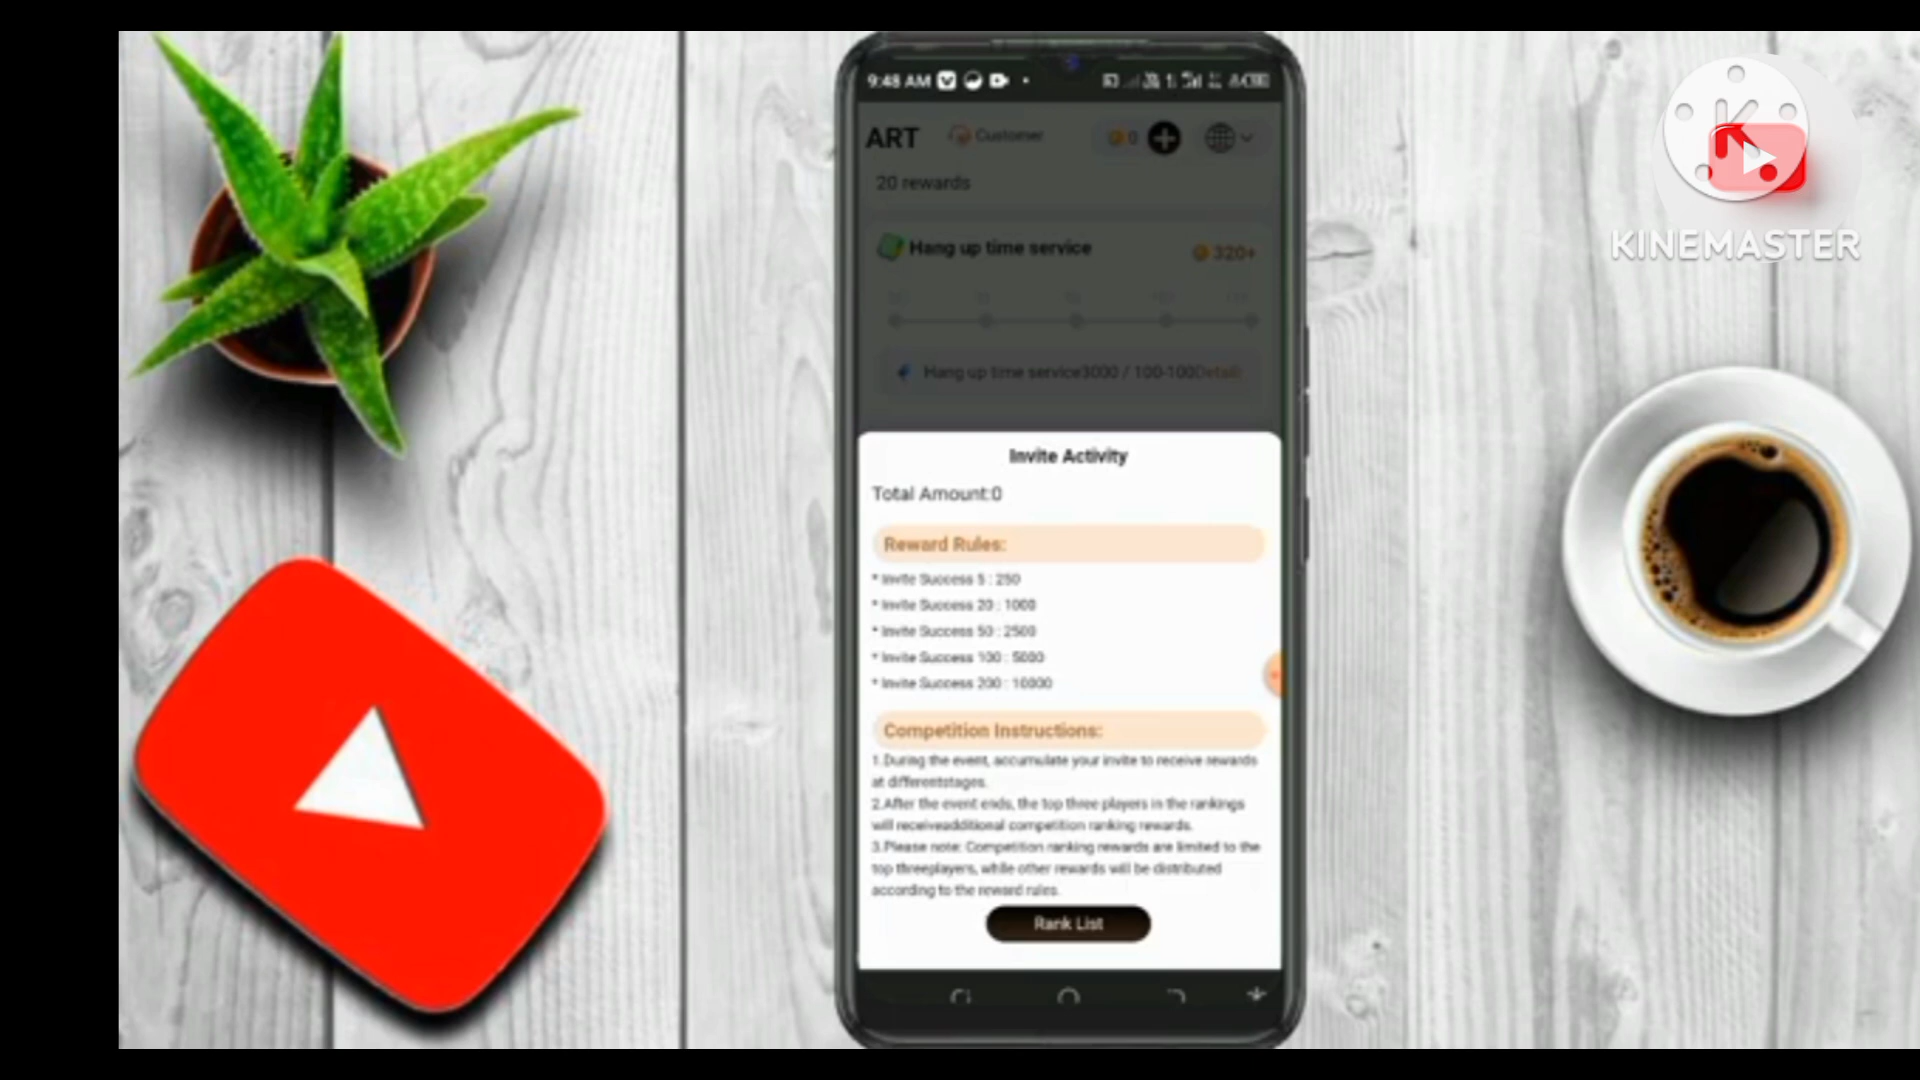 9:48 AM
ART
Customer
0
20 rewards
Hang up time service
320+
Hang up time service3000 / 100-100Detail
Invite Activity
Total Amount:0
Reward Rules:
* Invite Success 5 : 250
* Invite Success 20 : 1000
* Invite Success 50 : 2500
* Invite Success 100 : 5000
* Invite Success 200 : 10000
Competition Instructions:
1.During the event, accumulate your invite to receive rewards
at differentstages.
2.After the event ends, the top three players in the rankings
will receiveadditional competition ranking rewards.
3.Please note: Competition ranking rewards are limited to the
top threeplayers, while other rewards will be distributed
according to the reward rules.
Rank List
K
KINEMASTER